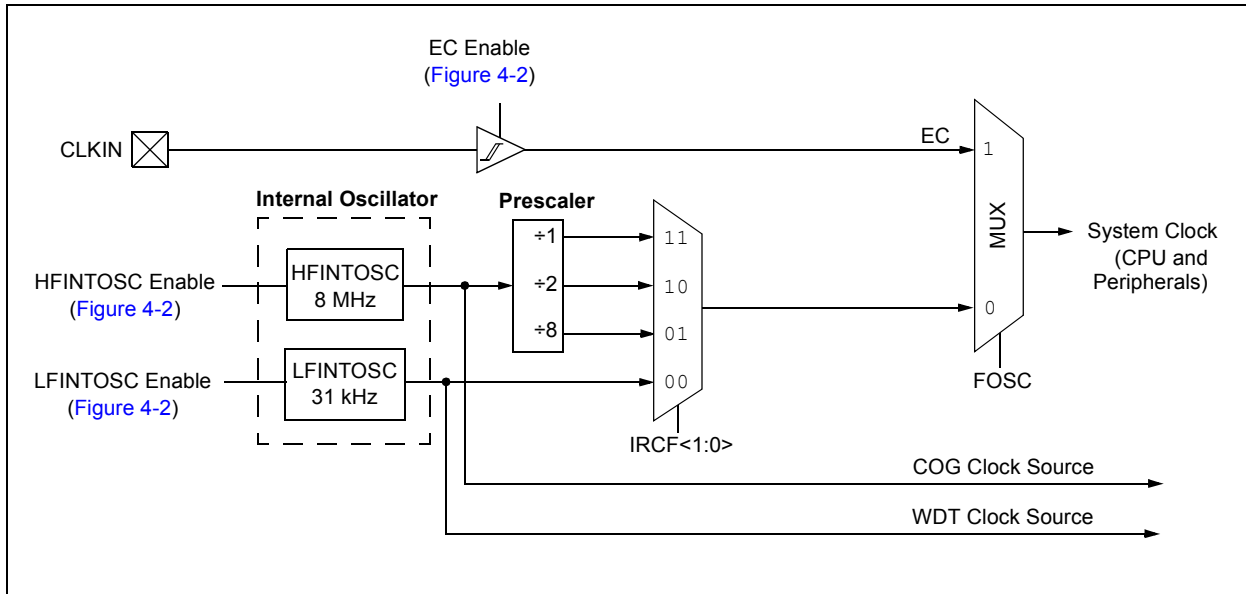 EC Enable
(Figure 4-2)
CLKIN
EC
1
Internal Oscillator
Prescaler
MUX
System Clock
(CPU and
Peripherals)
÷1
11
HFINTOSC Enable
(Figure 4-2)
HFINTOSC
8 MHz
÷2
10
0
÷8
01
LFINTOSC Enable
(Figure 4-2)
LFINTOSC
31 kHz
00
FOSC
IRCF<1:0>
COG Clock Source
WDT Clock Source